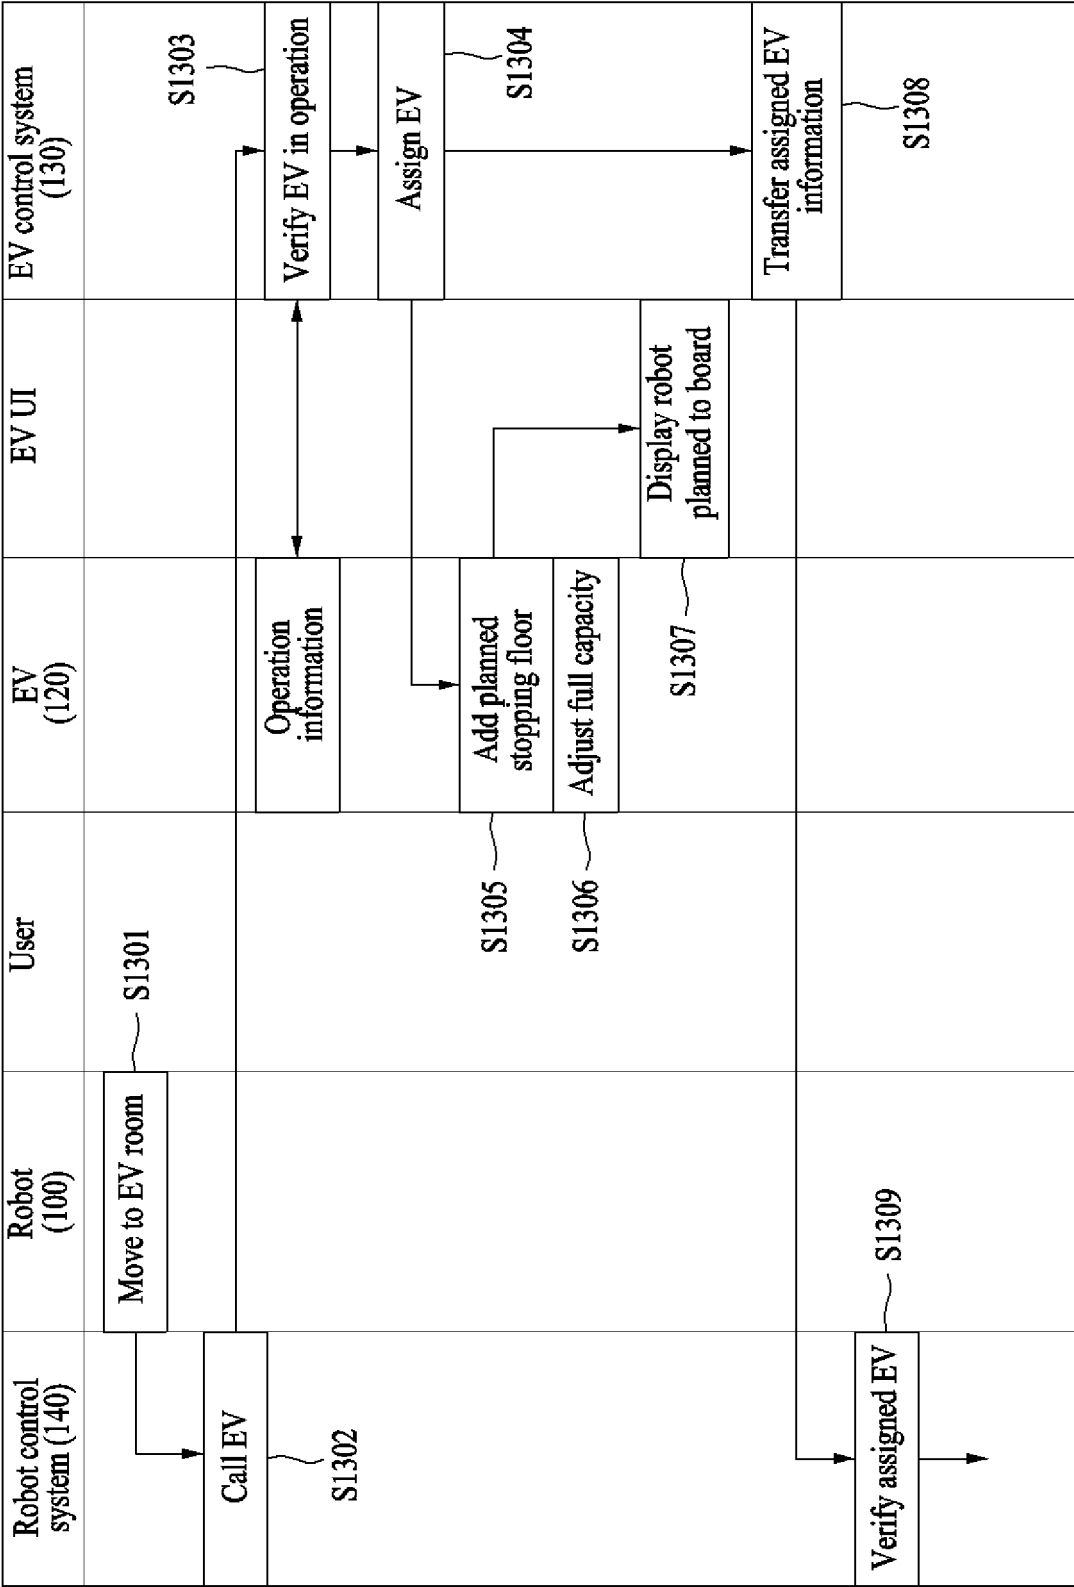 Robot control
system (140)
Robot
(100)
User
EV
(120)
EV UI
EV control system
(130)
Move to EV room
S1301
Call EV
S1302
Operation
information
Verify EV in operation
S1303
Assign EV
S1304
Add planned
stopping floor
S1305
Adjust full capacity
S1306
Display robot
planned to board
S1307
Transfer assigned EV
information
S1308
Verify assigned EV
S1309